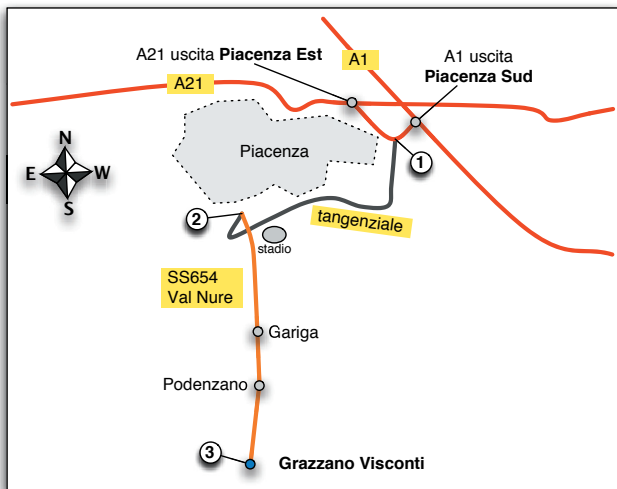 A21 uscita Piacenza Est
A1
A1 uscita
Piacenza Sud
A21
N
E W
S
Piacenza
1
2
tangenziale
stadio
SS654
Val Nure
Gariga
Podenzano
3
Grazzano Visconti